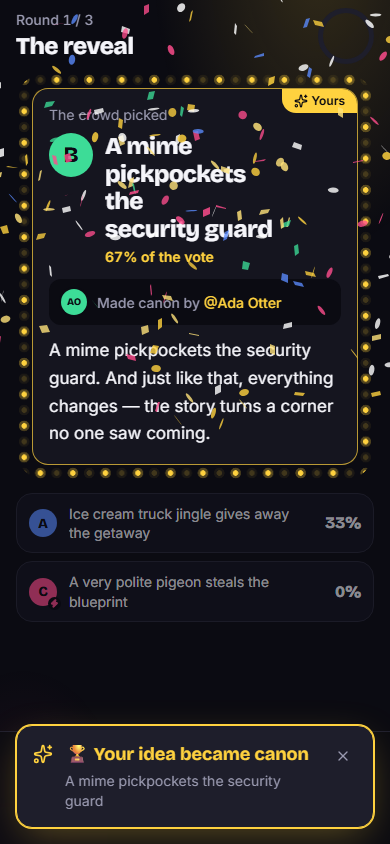 Round 1 / 3
The reveal
Yours
The crowd picked
B
A mime
pickpockets
the
security guard
67% of the vote
AO
Made canon by @Ada Otter
A mime pickpockets the security
guard. And just like that, everything
changes — the story turns a corner
no one saw coming.
A
Ice cream truck jingle gives away
the getaway
33%
C
A very polite pigeon steals the
blueprint
0%
🏆 Your idea became canon
A mime pickpockets the security
guard